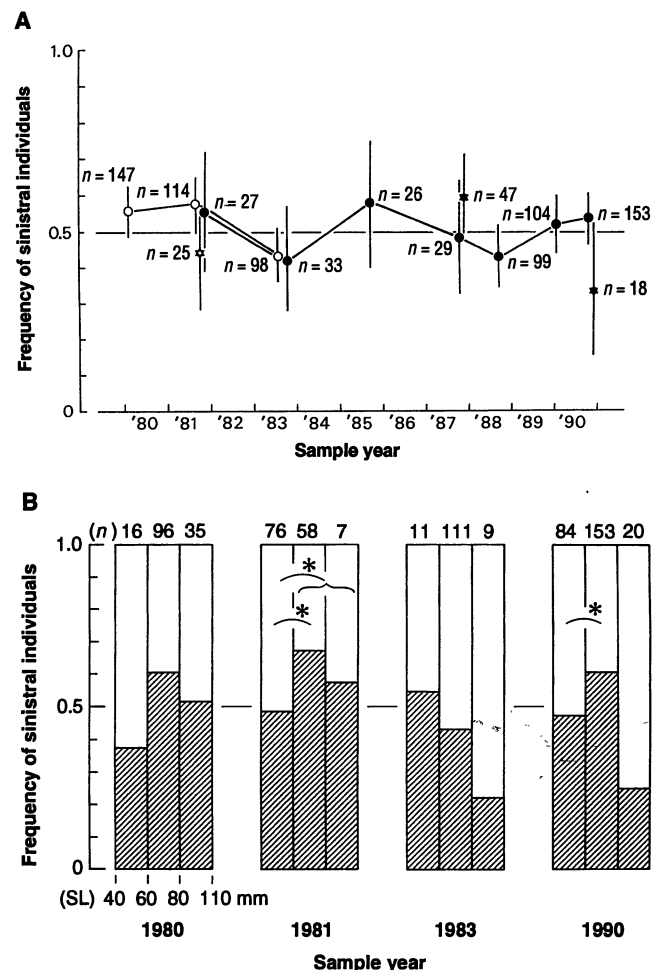 A
Frequency of sinistral individuals
1.0
0.5
0
n = 147
n = 114
n = 27
n = 25
n = 98
n = 33
n = 26
n = 47
n = 29
n = 99
n = 104
n = 153
n = 18
'80 '81 '82 '83 '84 '85 '86 '87 '88 '89 '90
Sample year
B
Frequency of sinistral individuals
(n) 16 96 35 76 58 7 11 111 9 84 153 20
1.0
* 
* *
0.5
0
(SL) 40 60 80 110 mm
1980 1981 1983 1990
Sample year